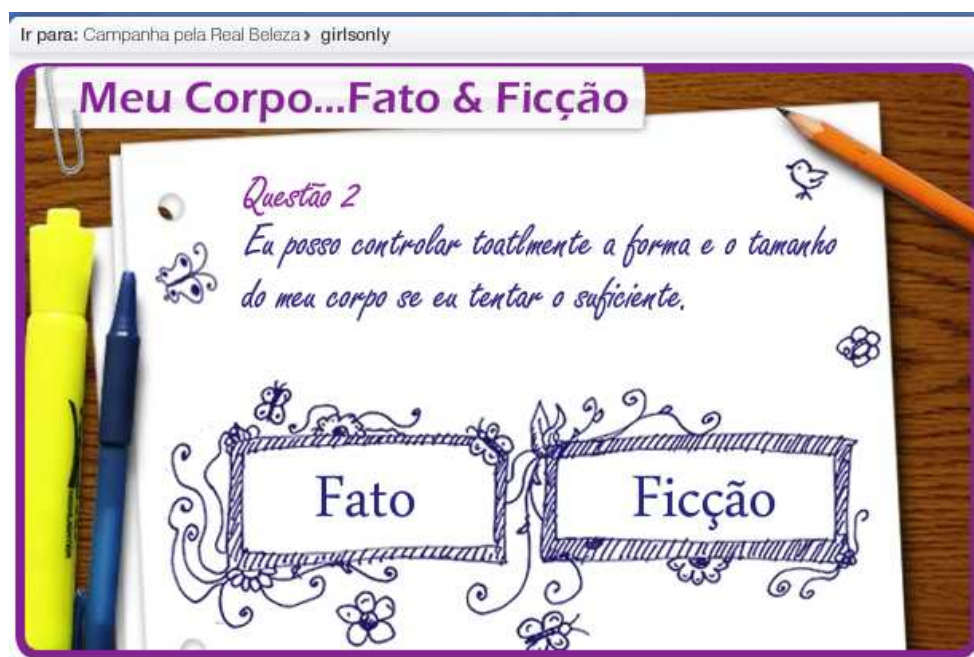 Ir para: Campanha pela Real Beleza › girlsonly
Meu Corpo...Fato & Ficção
Questão 2
Eu posso controlar toatlmente a forma e o tamanho
do meu corpo se eu tentar o suficiente.
Fato
Ficção